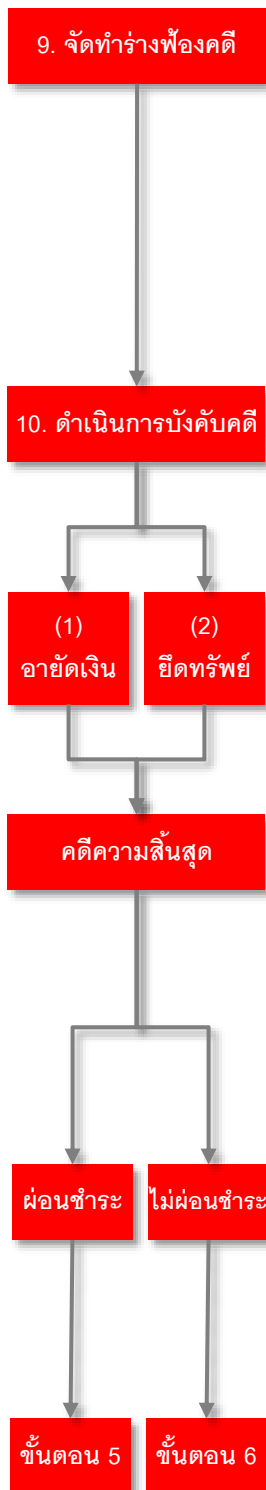 9. จัดทำร่างฟ้องคดี
10. ดำเนินการบังคับคดี
(1)
อายัดเงิน
(2)
ยึดทรัพย์
คดีความสิ้นสุด
ผ่อนชำระ
ไม่ผ่อนชำระ
ขั้นตอน 5
ขั้นตอน 6